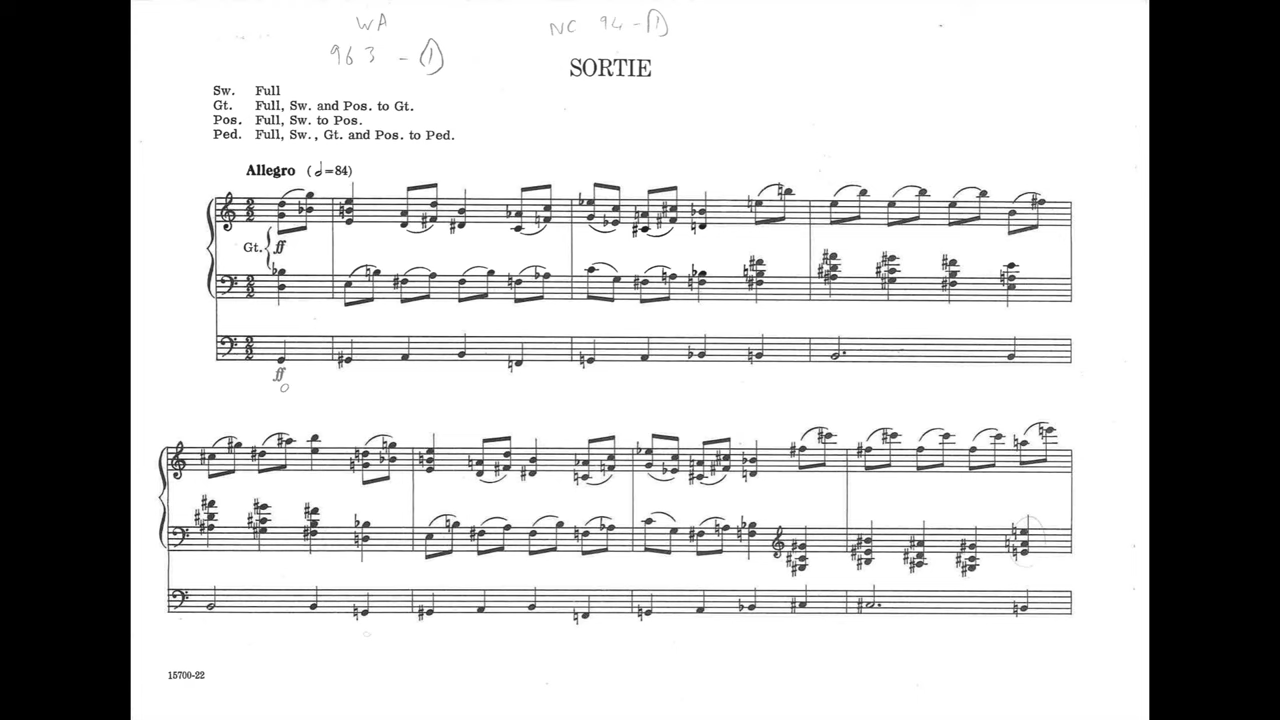 WA
NC 94-①
963 - ①
SORTIE
Sw. Full
Gt. Full, Sw. and Pos. to Gt.
Pos. Full, Sw. to Pos.
Ped. Full, Sw., Gt. and Pos. to Ped.
Allegro (𝅗𝅥=84)
Gt.
ff
ff
15700-22